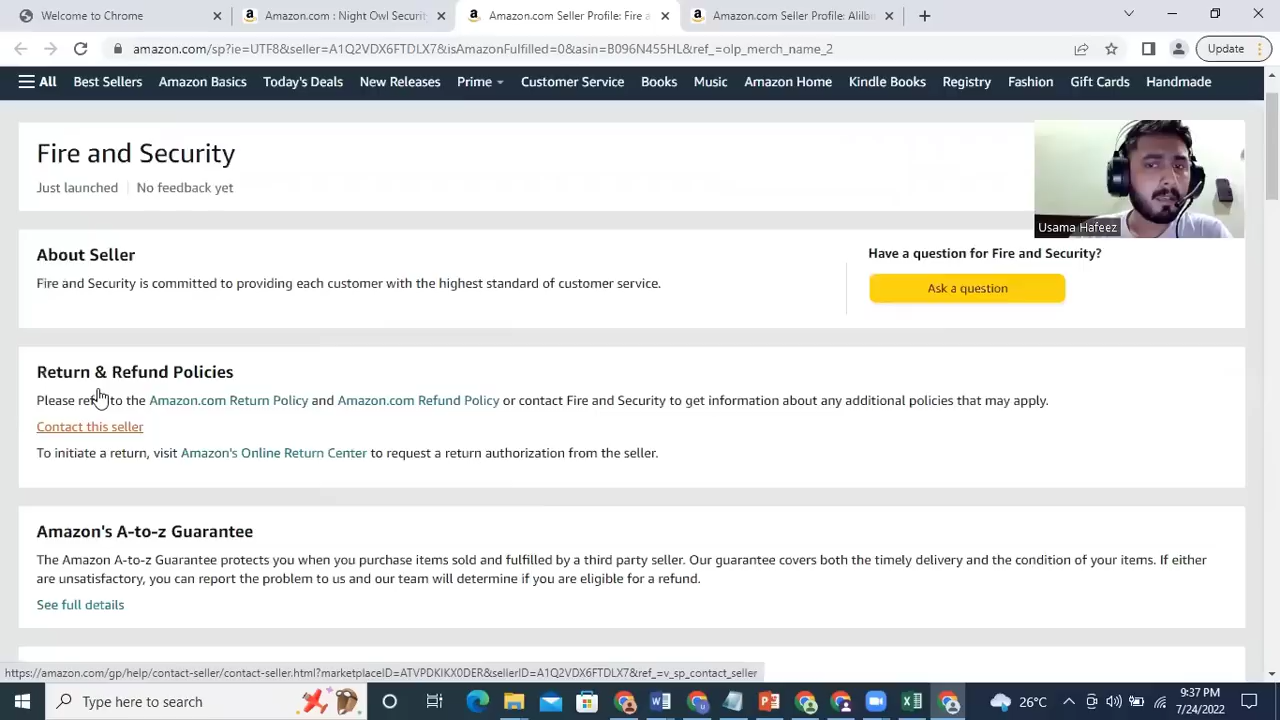 Welcome to Chrome
Amazon.com : Night Owl Securit
Amazon.com Seller Profile: Fire a
Amazon.com Seller Profile: Alilbi
amazon.com/sp?ie=UTF8&seller=A1Q2VDX6FTDLX7&isAmazonFulfilled=0&asin=B096N455HL&ref_=olp_merch_name_2
Update
All Best Sellers Amazon Basics Today's Deals New Releases Prime Customer Service Books Music Amazon Home Kindle Books Registry Fashion Gift Cards Handmade
Fire and Security
Just launched | No feedback yet
Usama Hafeez
About Seller
Fire and Security is committed to providing each customer with the highest standard of customer service.
Have a question for Fire and Security?
Ask a question
Return & Refund Policies
Please to the Amazon.com Return Policy and Amazon.com Refund Policy or contact Fire and Security to get information about any additional policies that may apply.
Contact this seller
To initiate a return, visit Amazon's Online Return Center to request a return authorization from the seller.
Amazon's A-to-z Guarantee
The Amazon A-to-z Guarantee protects you when you purchase items sold and fulfilled by a third party seller. Our guarantee covers both the timely delivery and the condition of your items. If either
are unsatisfactory, you can report the problem to us and our team will determine if you are eligible for a refund.
See full details
https://amazon.com/gp/help/contact-seller/contact-seller.html?marketplaceID=ATVPDKIKX0DER&sellerID=A1Q2VDX6FTDLX7&ref_=v_sp_contact_seller
Type here to search
26°C
9:37 PM
7/24/2022